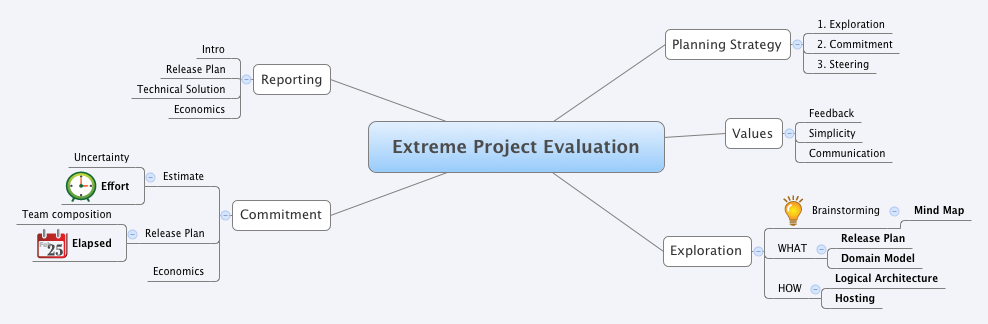 Extreme Project Evaluation
Planning Strategy
1. Exploration
2. Commitment
3. Steering
Values
Feedback
Simplicity
Communication
Exploration
Brainstorming
Mind Map
WHAT
Release Plan
Domain Model
HOW
Logical Architecture
Hosting
Reporting
Intro
Release Plan
Technical Solution
Economics
Commitment
Estimate
Uncertainty
Effort
Release Plan
Team composition
25
Elapsed
Economics